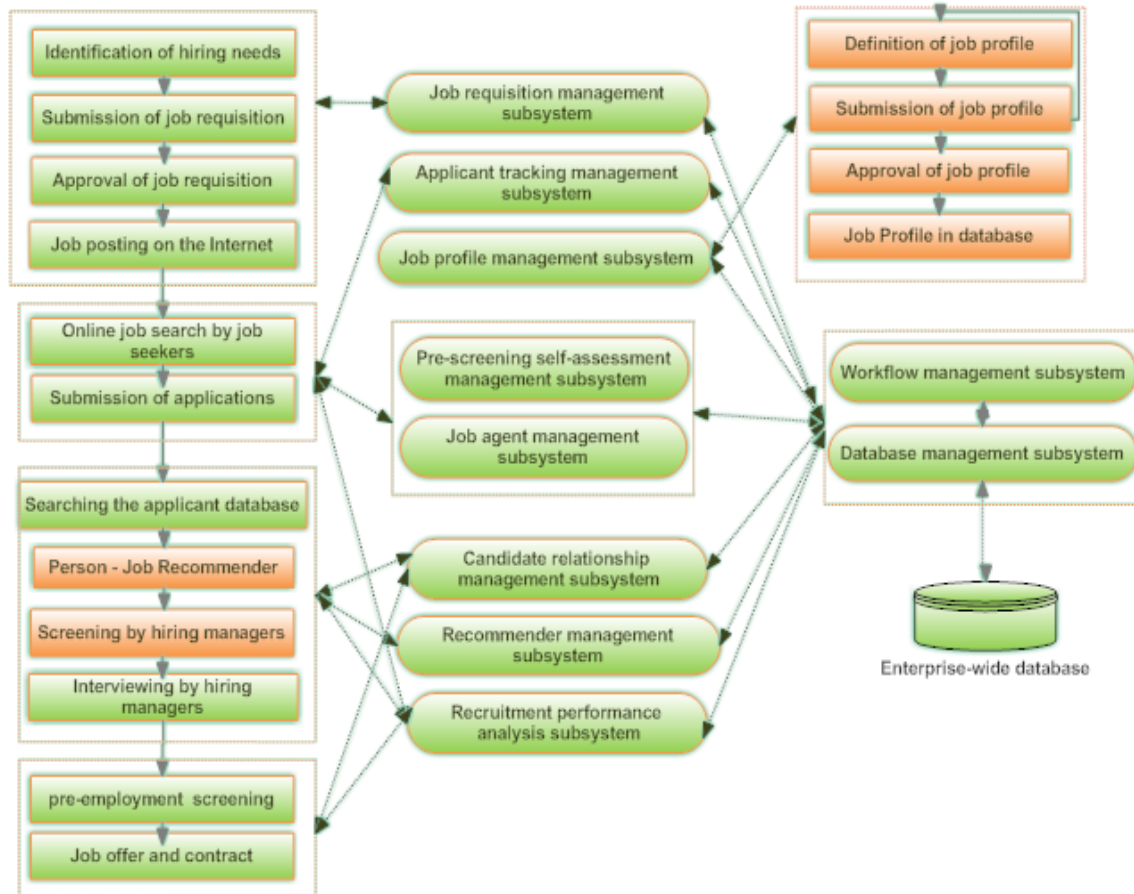 Identification of hiring needs
Submission of job requisition
Approval of job requisition
Job posting on the Internet
Online job search by job
seekers
Submission of applications
Searching the applicant database
Person - Job Recommender
Screening by hiring managers
Interviewing by hiring
managers
pre-employment screening
Job offer and contract
Job requisition management
subsystem
Applicant tracking management
subsystem
Job profile management subsystem
Pre-screening self-assessment
management subsystem
Job agent management
subsystem
Candidate relationship
management subsystem
Recommender management
subsystem
Recruitment performance
analysis subsystem
Definition of job profile
Submission of job profile
Approval of job profile
Job Profile in database
Workflow management subsystem
Database management subsystem
Enterprise-wide database